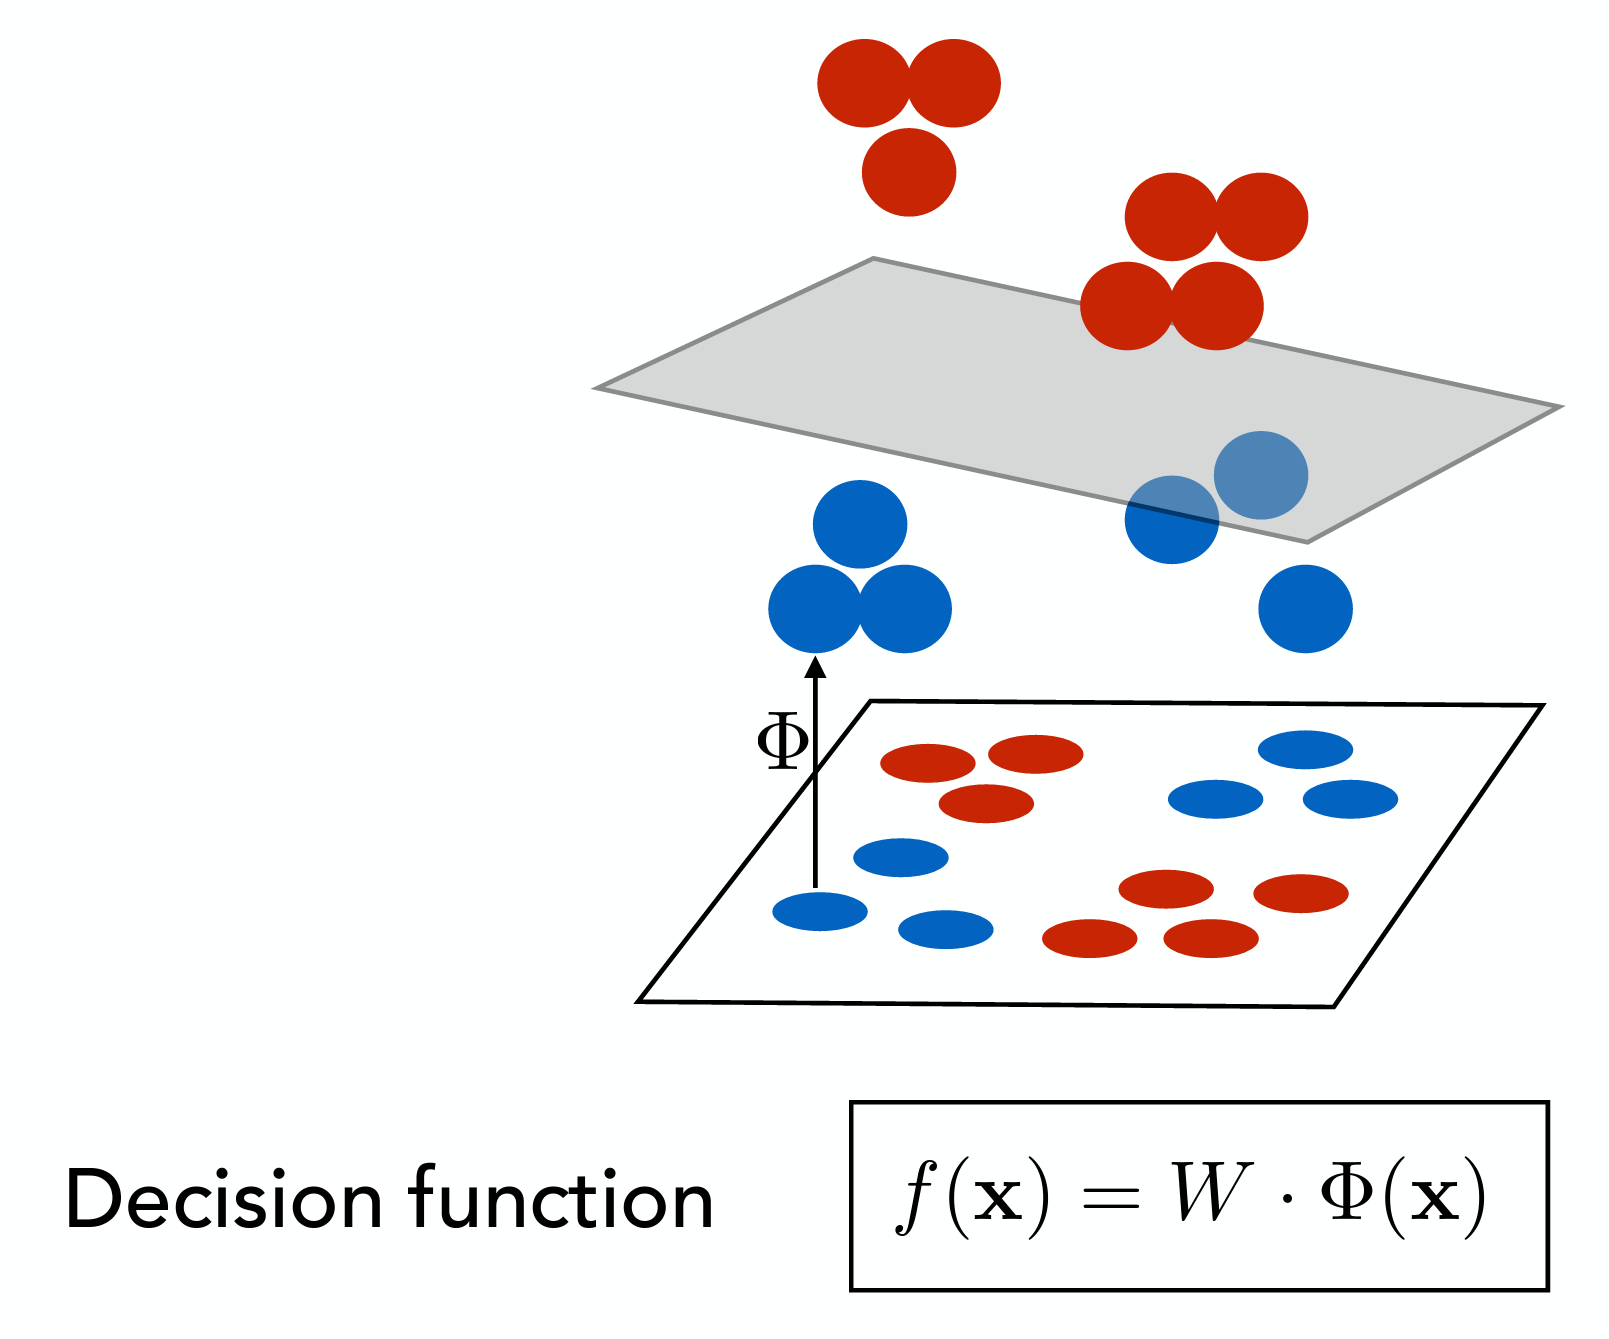 Φ
Decision function
f(x) = W · Φ(x)